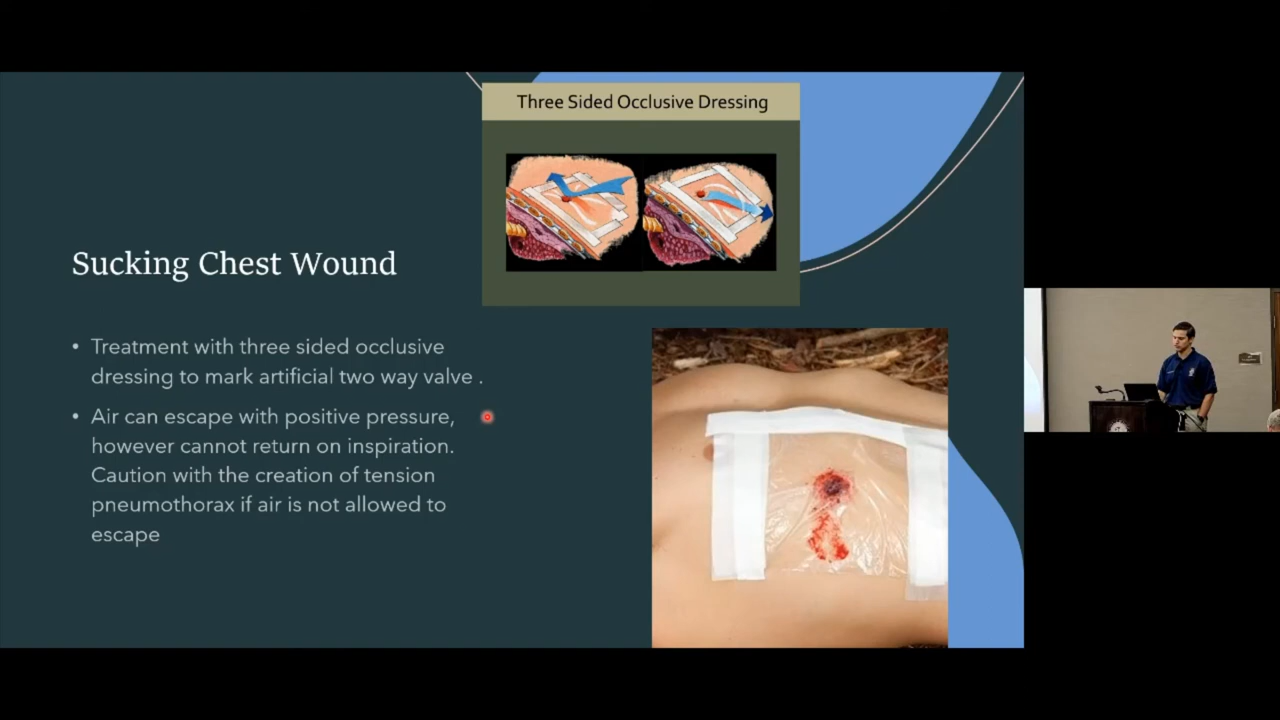 Three Sided Occlusive Dressing
Sucking Chest Wound
• Treatment with three sided occlusive
dressing to mark artificial two way valve .
• Air can escape with positive pressure,
however cannot return on inspiration.
Caution with the creation of tension
pneumothorax if air is not allowed to
escape